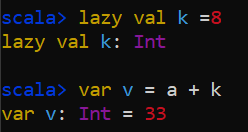 scala> lazy val k =8
lazy val k: Int
scala> var v = a + k
var v: Int = 33